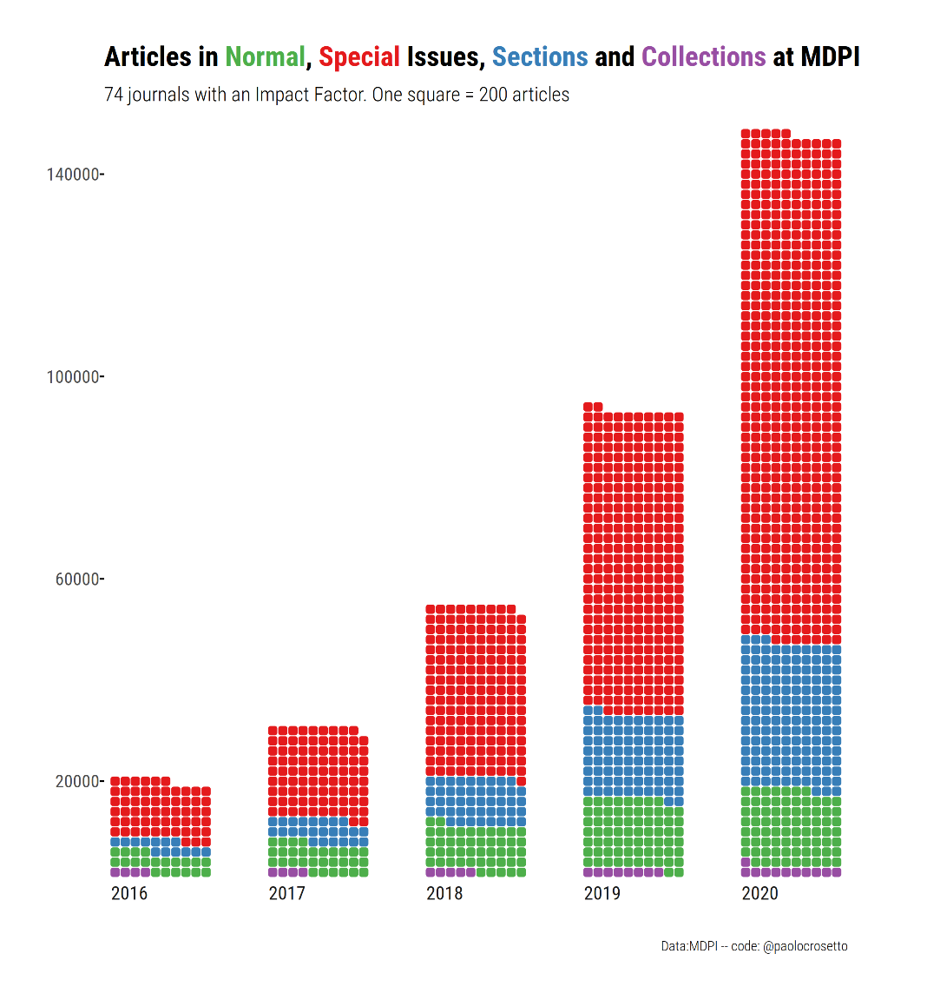 Articles in Normal, Special Issues, Sections and Collections at MDPI
74 journals with an Impact Factor. One square = 200 articles
140000
100000
60000
20000
2016 2017 2018 2019 2020
Data:MDPI -- code: @paolocrosetto